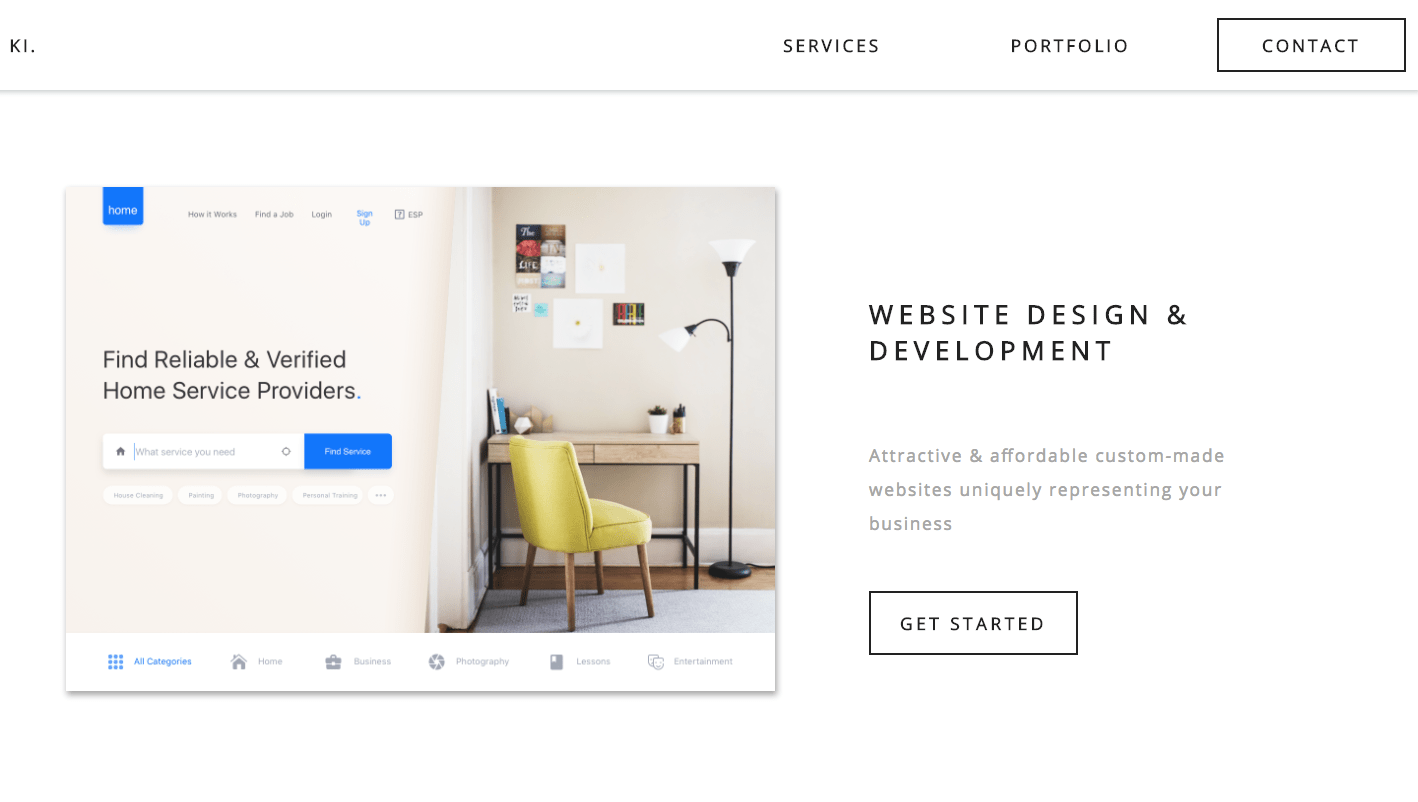 KI.
SERVICES
PORTFOLIO
CONTACT
home
How it Works
Find a Job
Login
Sign
Up
ESP
Find Reliable & Verified
Home Service Providers.
What service you need
Find Service
House Cleaning
Painting
Photography
Personal Training
The
LIFE
All Categories
Home
Business
Photography
Lessons
Entertainment
WEBSITE DESIGN &
DEVELOPMENT
Attractive & affordable custom-made
websites uniquely representing your
business
GET STARTED